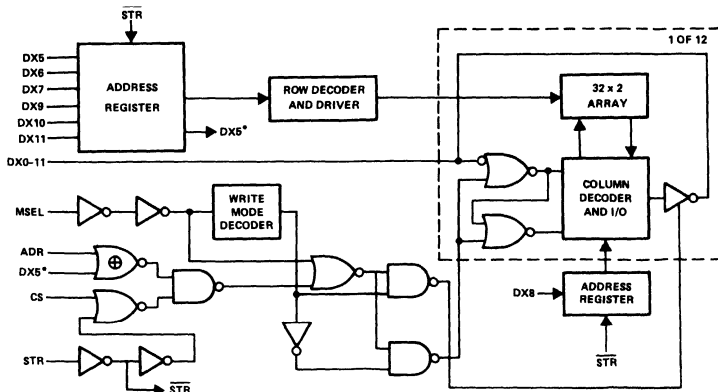 STR
1 OF 12
DX5
DX6
DX7
DX9
DX10
DX11
ADDRESS
REGISTER
ROW DECODER
AND DRIVER
32 x 2
ARRAY
DX5*
DX0-11
MSEL
WRITE
MODE
DECODER
COLUMN
DECODER
AND I/O
ADR
DX5*
CS
DX8
ADDRESS
REGISTER
STR
STR
STR